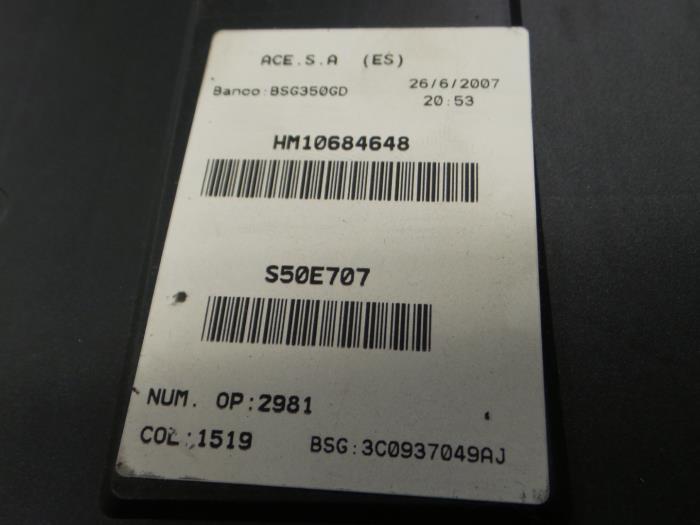 ACE.S.A (ES)
Banco:BSG350GD
26/6/2007
20:53
HM10684648
S50E707
NUM. OP:2981
COL:1519
BSG:3C0937049AJ